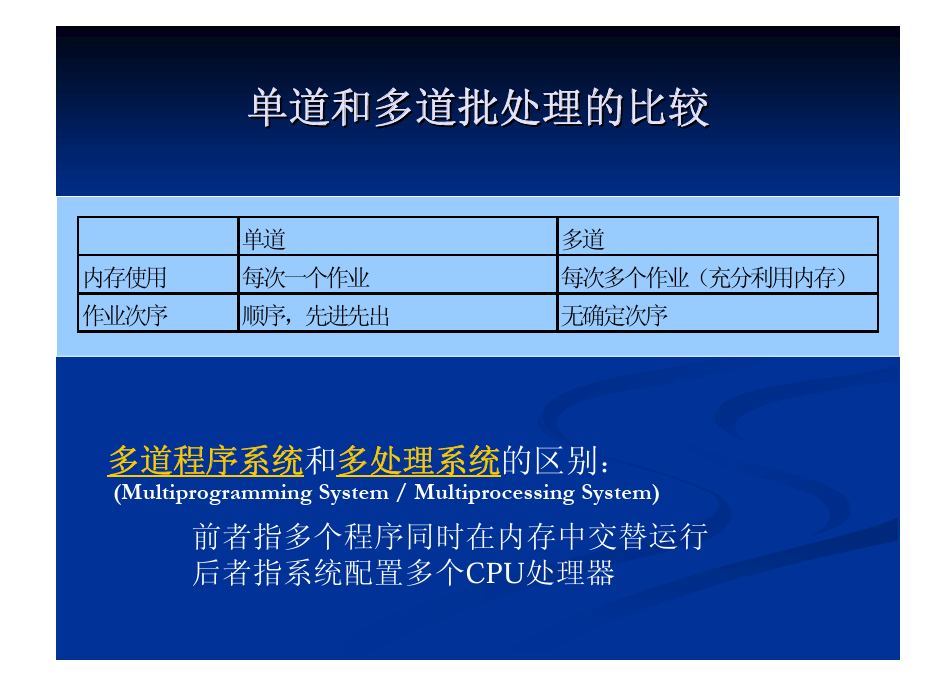 单道和多道批处理的比较
单道 多道
内存使用 每次一个作业 每次多个作业（充分利用内存）
作业次序 顺序，先进先出 无确定次序
多道程序系统和多处理系统的区别：
(Multiprogramming System / Multiprocessing System)
前者指多个程序同时在内存中交替运行
后者指系统配置多个CPU处理器